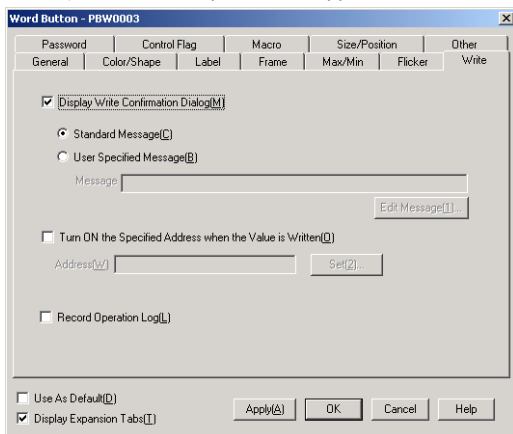 Word Button - PBW0003
Password Control Flag Macro Size/Position Other
General Color/Shape Label Frame Max/Min Flicker Write
Display Write Confirmation Dialog(M)
Standard Message(C)
User Specified Message(B)
Message
Edit Message(1)...
Turn ON the Specified Address when the Value is Written(O)
Address(W) Set(2)...
Record Operation Log(L)
Use As Default(D)
Display Expansion Tabs(T)
Apply(A) OK Cancel Help